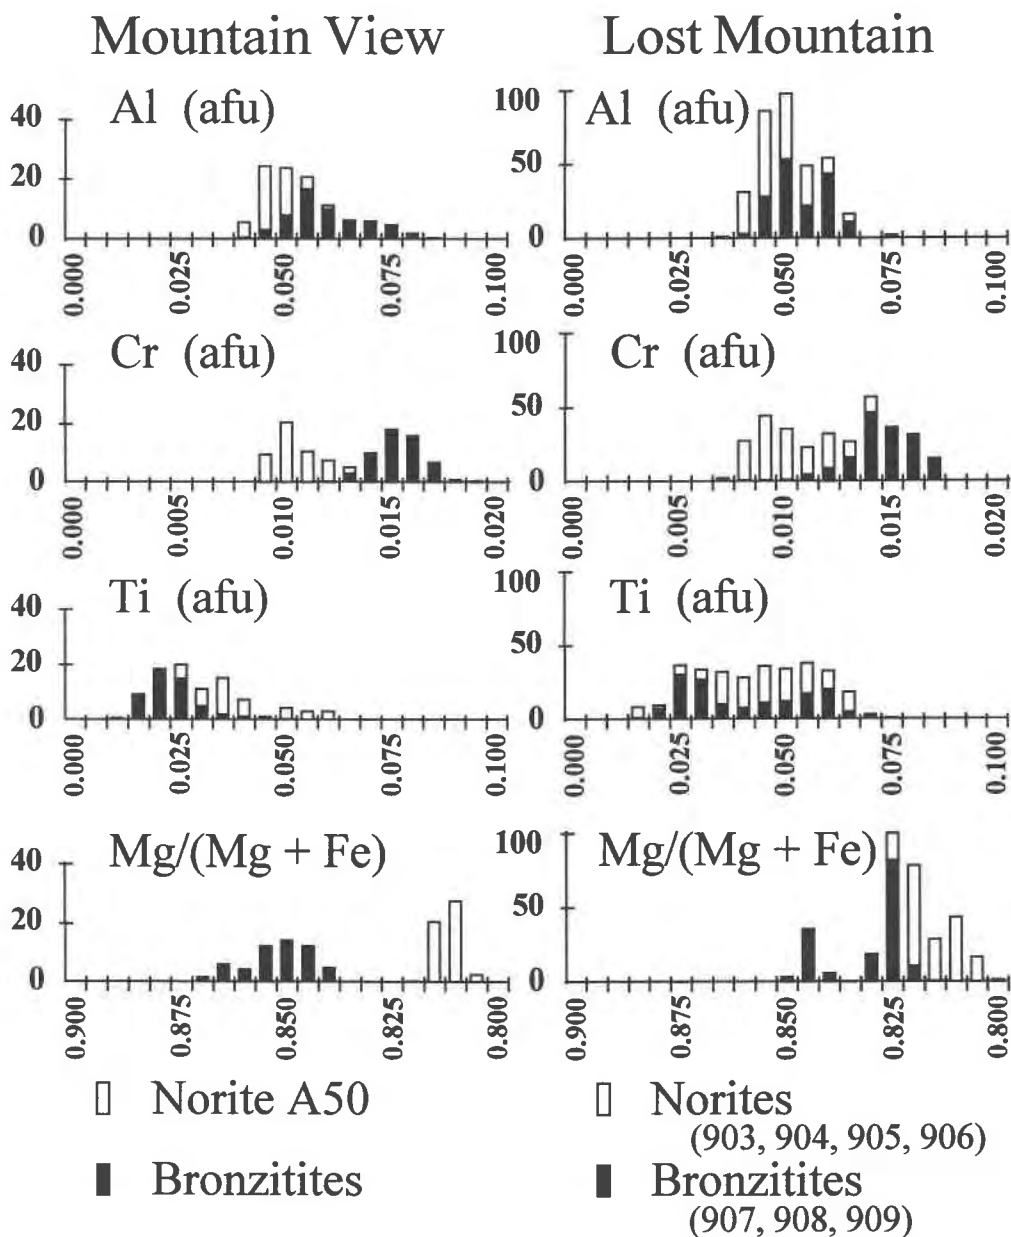 Mountain View
Lost Mountain
Al (afu)
40
20
0
0.000 0.025 0.050 0.075 0.100
Al (afu)
100
50
0
0.000 0.025 0.050 0.075 0.100
Cr (afu)
40
20
0
0.000 0.005 0.010 0.015 0.020
Cr (afu)
100
50
0
0.000 0.005 0.010 0.015 0.020
Ti (afu)
40
20
0
0.000 0.025 0.050 0.075 0.100
Ti (afu)
100
50
0
0.000 0.025 0.050 0.075 0.100
Mg/(Mg + Fe)
40
20
0
0.900 0.875 0.850 0.825 0.800
Mg/(Mg + Fe)
100
50
0
0.900 0.875 0.850 0.825 0.800
Norite A50
Bronzitites
Norites
(903, 904, 905, 906)
Bronzitites
(907, 908, 909)